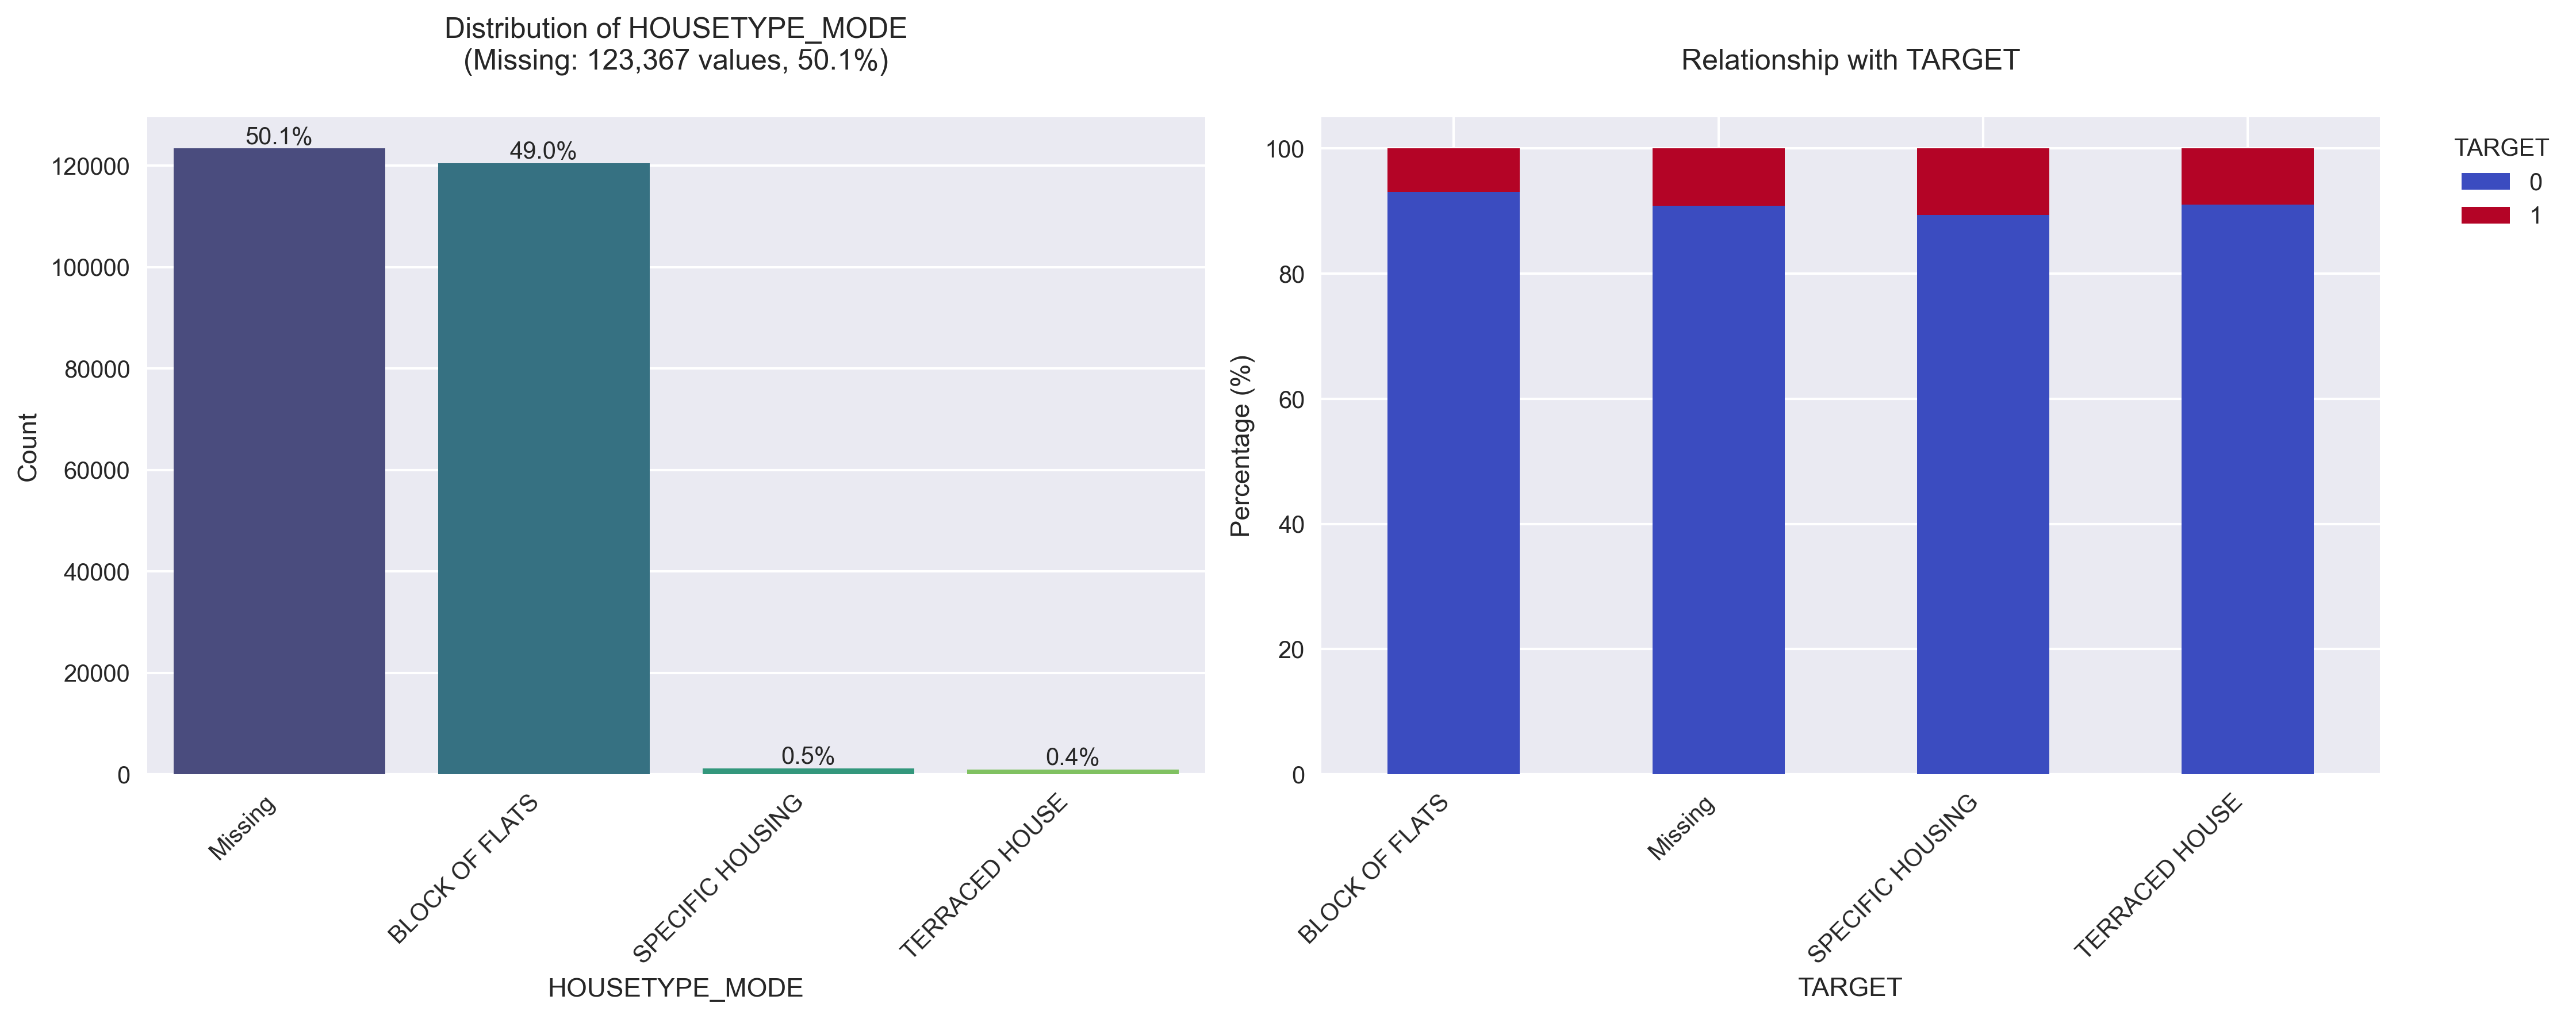 Distribution of HOUSETYPE_MODE
(Missing: 123,367 values, 50.1%)
50.1%
49.0%
0.5%
0.4%
120000
100000
80000
60000
40000
20000
0
Count
Missing
BLOCK OF FLATS
SPECIFIC HOUSING
TERRACED HOUSE
HOUSETYPE_MODE
Relationship with TARGET
100
80
60
40
20
0
Percentage (%)
BLOCK OF FLATS
Missing
SPECIFIC HOUSING
TERRACED HOUSE
TARGET
TARGET
0
1